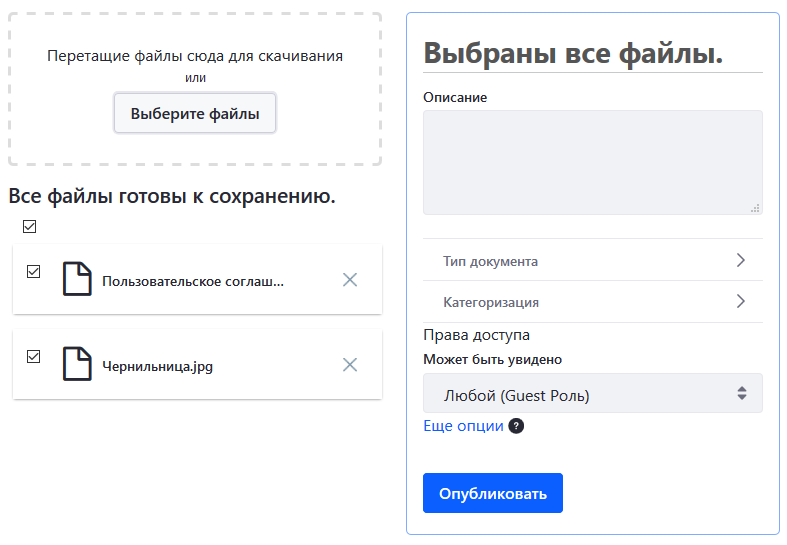 Перетащие файлы сюда для скачивания
или
Выберите файлы
Все файлы готовы к сохранению.
Пользовательское соглаш...
Чернильница.jpg
Выбраны все файлы.
Описание
Тип документа
Категоризация
Права доступа
Может быть увидено
Любой (Guest Роль)
Еще опции ?
Опубликовать